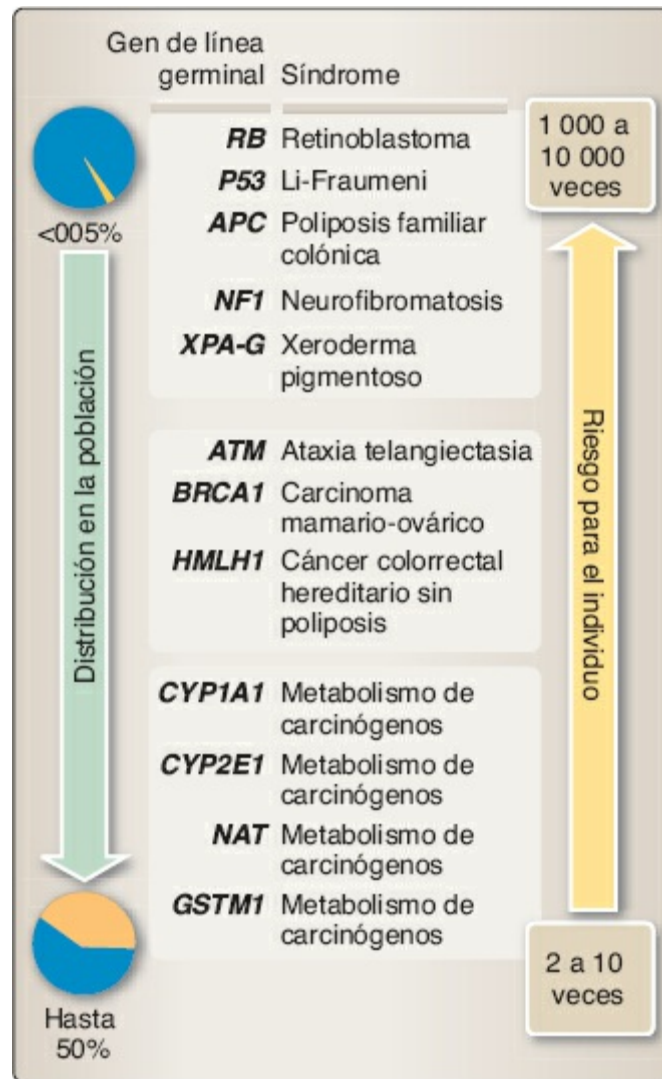 Gen de línea
germinal Síndrome
RB Retinoblastoma
P53 Li-Fraumeni
APC Poliposis familiar
colónica
NF1 Neurofibromatosis
XPA-G Xeroderma
pigmentoso
ATM Ataxia telangiectasia
BRCA1 Carcinoma
mamario-ovárico
HMLH1 Cáncer colorrectal
hereditario sin
poliposis
CYP1A1 Metabolismo de
carcinógenos
CYP2E1 Metabolismo de
carcinógenos
NAT Metabolismo de
carcinógenos
GSTM1 Metabolismo de
carcinógenos
<005%
Distribución en la población
Hasta
50%
1 000 a
10 000
veces
Riesgo para el individuo
2 a 10
veces